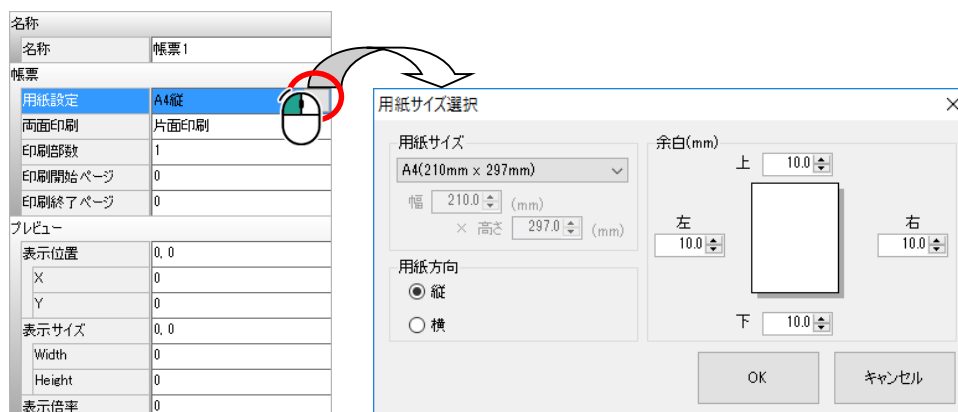 名称
名称 帳票1
帳票
用紙設定 A4縦
両面印刷 片面印刷
印刷部数 1
印刷開始ページ 0
印刷終了ページ 0
プレビュー
表示位置 0, 0
X 0
Y 0
表示サイズ 0, 0
Width 0
Height 0
表示倍率 0
用紙サイズ選択
用紙サイズ
A4(210mm × 297mm)
幅 210.0 (mm)
× 高さ 297.0 (mm)
用紙方向
縦
横
余白(mm)
上 10.0
左 右
10.0 10.0
下 10.0
OK キャンセル